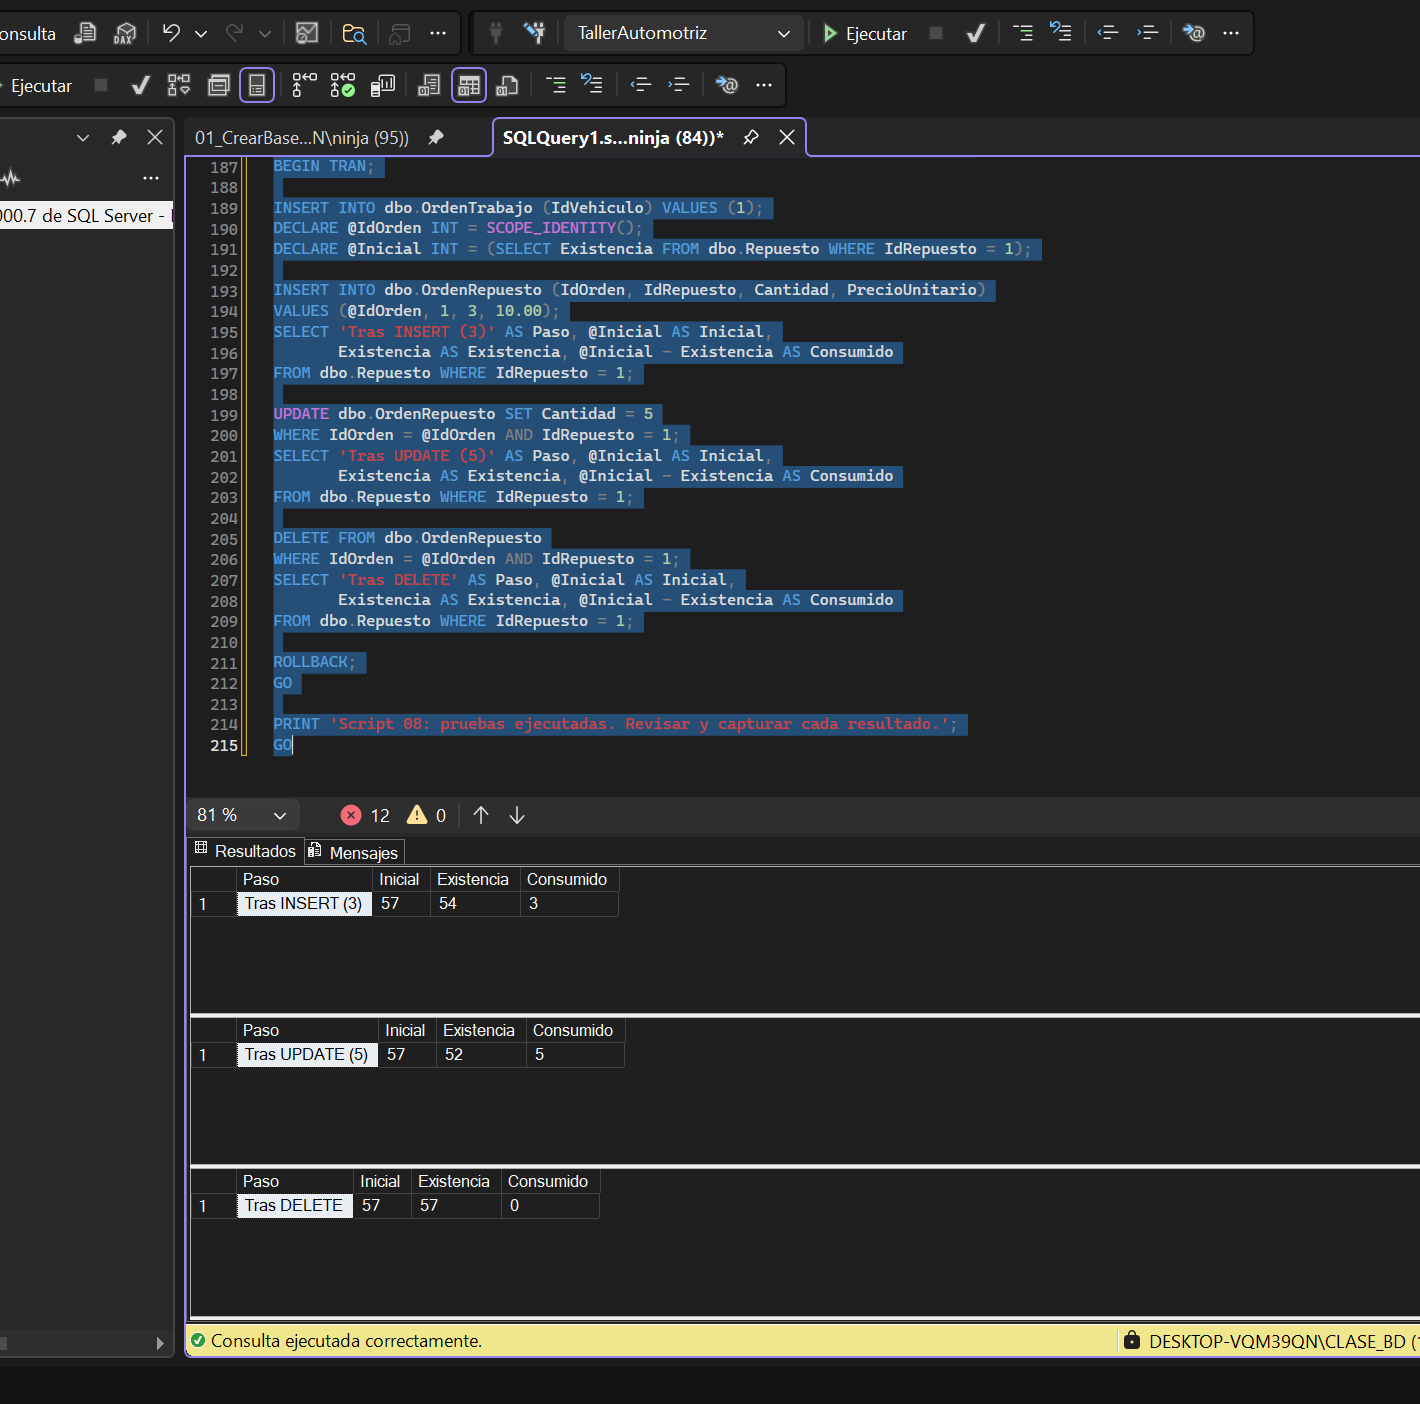 onsulta
DAX
TallerAutomotriz
Ejecutar
Ejecutar
01_CrearBase...N\ninja (95))
SQLQuery1.s...ninja (84))*
000.7 de SQL Server -
187 BEGIN TRAN;
188
189 INSERT INTO dbo.OrdenTrabajo (IdVehiculo) VALUES (1);
190 DECLARE @IdOrden INT = SCOPE_IDENTITY();
191 DECLARE @Inicial INT = (SELECT Existencia FROM dbo.Repuesto WHERE IdRepuesto = 1);
192
193 INSERT INTO dbo.OrdenRepuesto (IdOrden, IdRepuesto, Cantidad, PrecioUnitario)
194 VALUES (@IdOrden, 1, 3, 10.00);
195 SELECT 'Tras INSERT (3)' AS Paso, @Inicial AS Inicial,
196 Existencia AS Existencia, @Inicial - Existencia AS Consumido
197 FROM dbo.Repuesto WHERE IdRepuesto = 1;
198
199 UPDATE dbo.OrdenRepuesto SET Cantidad = 5
200 WHERE IdOrden = @IdOrden AND IdRepuesto = 1;
201 SELECT 'Tras UPDATE (5)' AS Paso, @Inicial AS Inicial,
202 Existencia AS Existencia, @Inicial - Existencia AS Consumido
203 FROM dbo.Repuesto WHERE IdRepuesto = 1;
204
205 DELETE FROM dbo.OrdenRepuesto
206 WHERE IdOrden = @IdOrden AND IdRepuesto = 1;
207 SELECT 'Tras DELETE' AS Paso, @Inicial AS Inicial,
208 Existencia AS Existencia, @Inicial - Existencia AS Consumido
209 FROM dbo.Repuesto WHERE IdRepuesto = 1;
210
211 ROLLBACK;
212 GO
213
214 PRINT 'Script 08: pruebas ejecutadas. Revisar y capturar cada resultado.';
215 GO
81 %
12
0
Resultados
Mensajes
Paso Inicial Existencia Consumido
1 Tras INSERT (3) 57 54 3
Paso Inicial Existencia Consumido
1 Tras UPDATE (5) 57 52 5
Paso Inicial Existencia Consumido
1 Tras DELETE 57 57 0
Consulta ejecutada correctamente.
DESKTOP-VQM39QN\CLASE_BD (